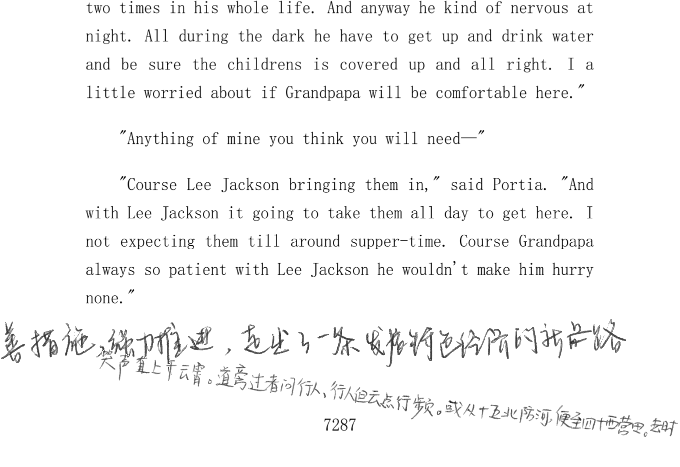 two times in his whole life. And anyway he kind of nervous at
night. All during the dark he have to get up and drink water
and be sure the childrens is covered up and all right. I a
little worried about if Grandpapa will be comfortable here."
"Anything of mine you think you will need—"
"Course Lee Jackson bringing them in," said Portia. "And
with Lee Jackson it going to take them all day to get here. I
not expecting them till around supper-time. Course Grandpapa
always so patient with Lee Jackson he wouldn't make him hurry
none."
善措施,强力推进,走出了一条发展特色经济的新品路
哭声直上干云霄。道旁过者问行人,行人但云点行频。或从十五北防河,便至四十西营田。去时
7287